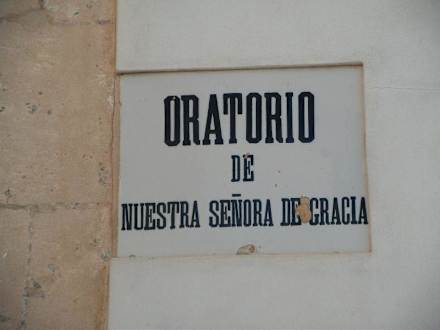 ORATORIO
DE
NUESTRA SEÑORA DE GRACIA